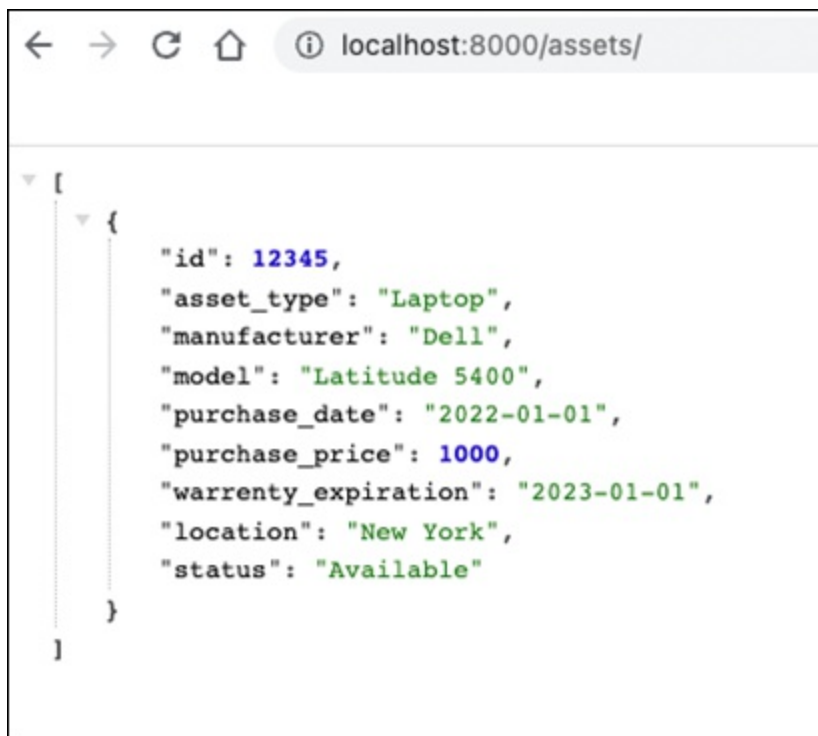 localhost:8000/assets/
[
{
"id": 12345,
"asset_type": "Laptop",
"manufacturer": "Dell",
"model": "Latitude 5400",
"purchase_date": "2022-01-01",
"purchase_price": 1000,
"warrenty_expiration": "2023-01-01",
"location": "New York",
"status": "Available"
}
]